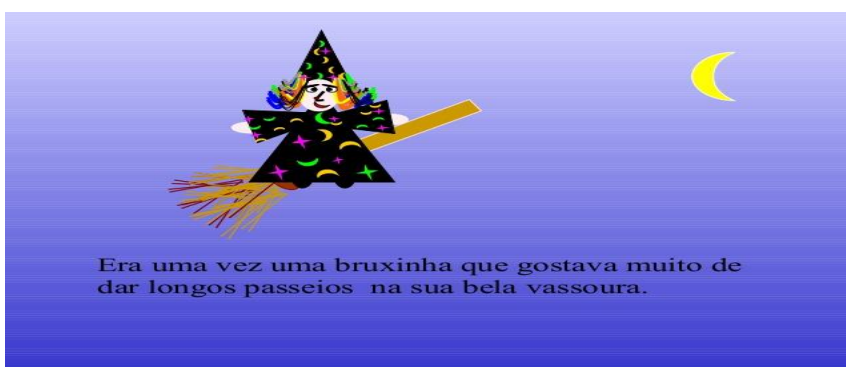 Era uma vez uma bruxinha que gostava muito de
dar longos passeios na sua bela vassoura.